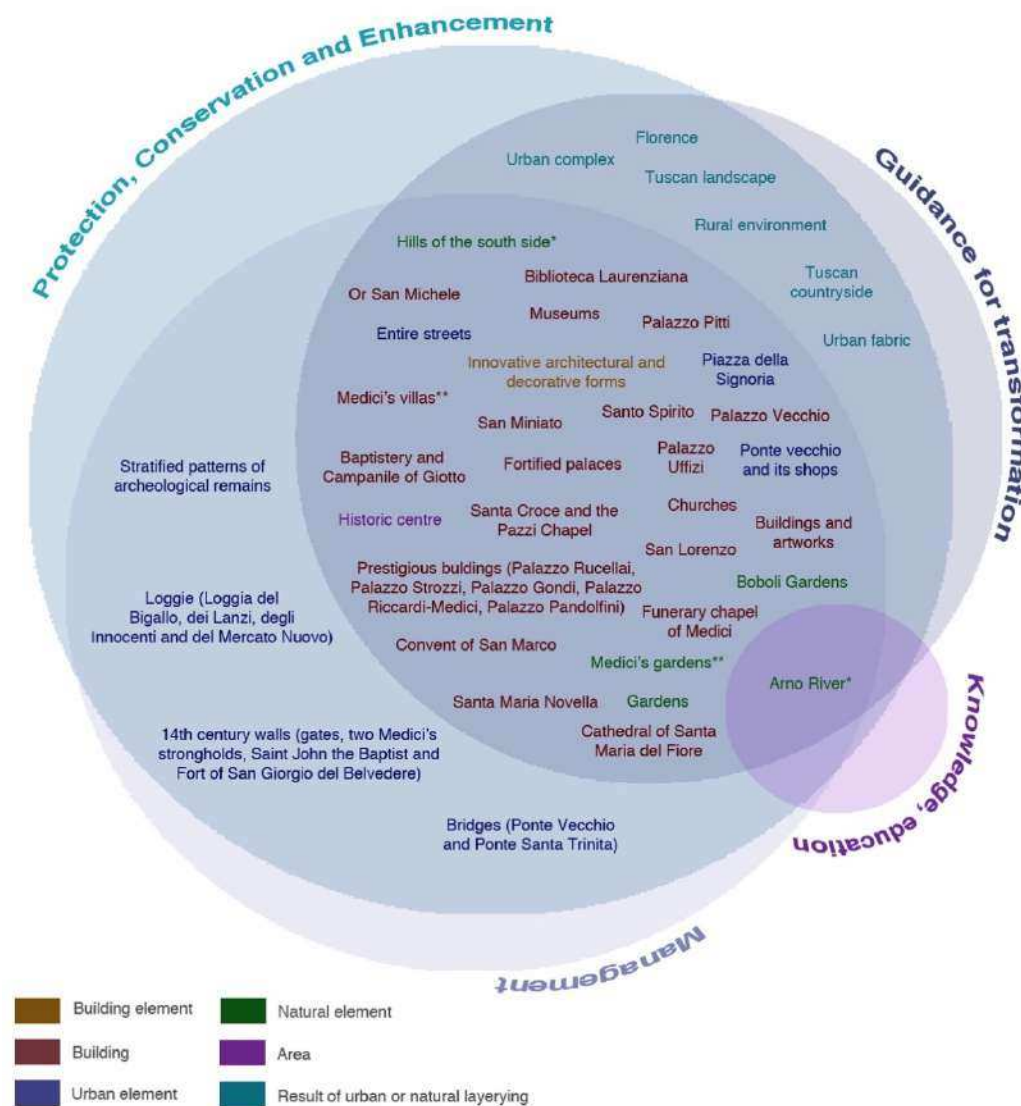 Protection, Conservation and Enhancement
Guidance for transformation
Florence
Urban complex
Tuscan landscape
Rural environment
Hills of the south side*
Tuscan
countryside
Biblioteca Laurenziana
Or San Michele
Museums
Palazzo Pitti
Entire streets
Urban fabric
Innovative architectural and
decorative forms
Piazza della
Signoria
Medici's villas**
San Miniato
Santo Spirito
Palazzo Vecchio
Stratified patterns of
archeological remains
Baptistery and
Campanile of Giotto
Fortified palaces
Palazzo
Uffizi
Ponte vecchio
and its shops
Historic centre
Santa Croce and the
Pazzi Chapel
Churches
Buildings and
artworks
San Lorenzo
Prestigious buldings (Palazzo Rucellai,
Palazzo Strozzi, Palazzo Gondi, Palazzo
Riccardi-Medici, Palazzo Pandolfini)
Boboli Gardens
Loggie (Loggia del
Bigallo, dei Lanzi, degli
Innocenti and del Mercato Nuovo)
Funerary chapel
of Medici
Convent of San Marco
Medici's gardens**
Arno River*
Santa Maria Novella
Gardens
14th century walls (gates, two Medici's
strongholds, Saint John the Baptist and
Fort of San Giorgio del Belvedere)
Cathedral of Santa
Maria del Fiore
Knowledge, education
Bridges (Ponte Vecchio
and Ponte Santa Trinita)
Management
Building element
Natural element
Building
Area
Urban element
Result of urban or natural layerying